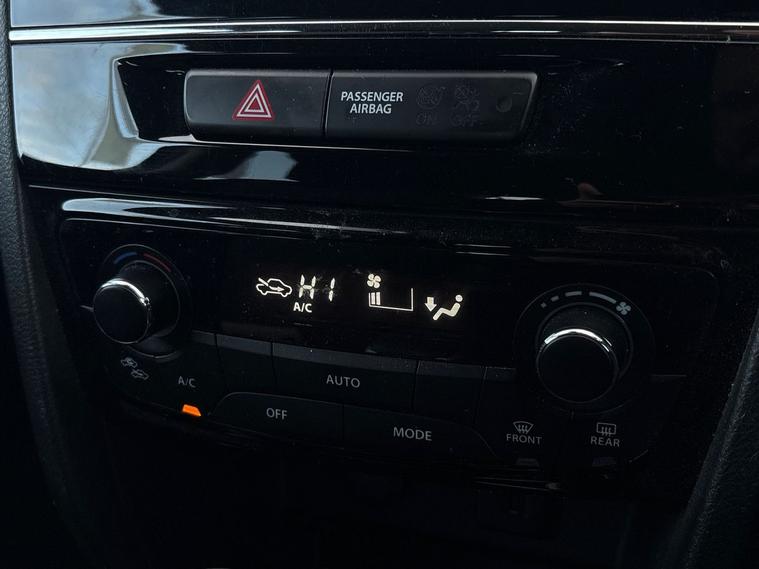 PASSENGER
AIRBAG
ON OFF
HI
A/C
A/C
AUTO
OFF
MODE
FRONT
REAR